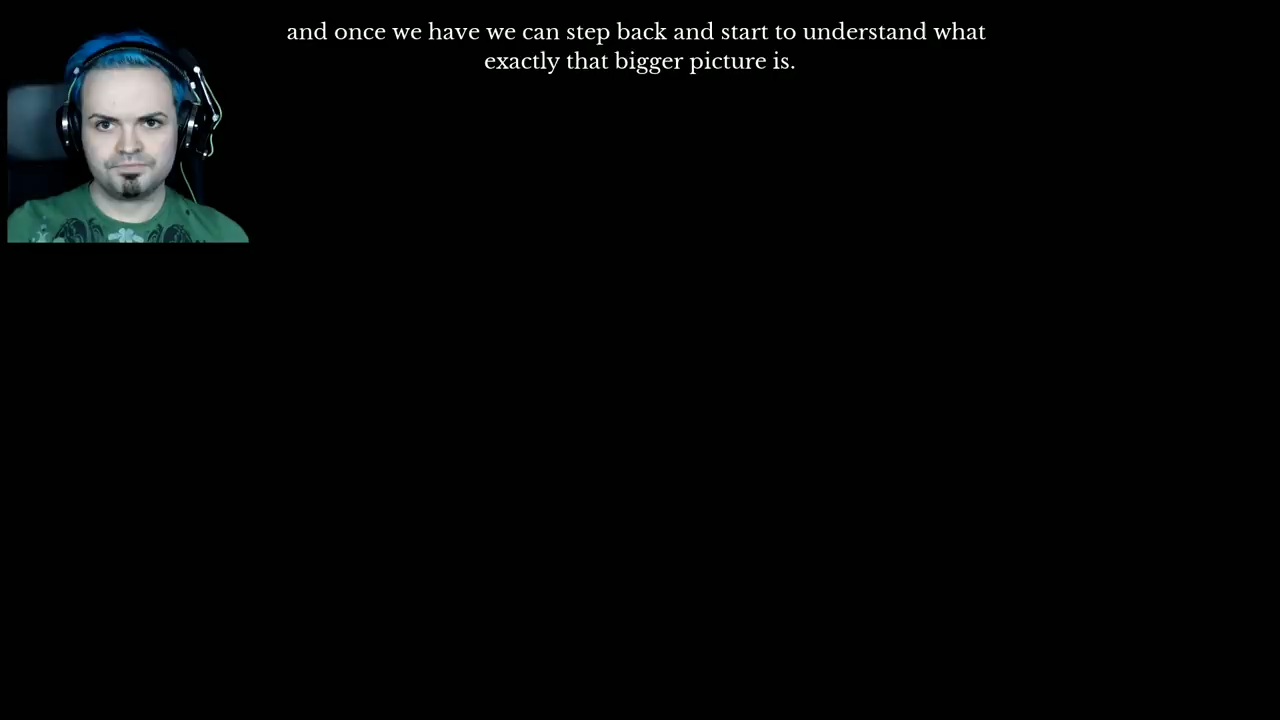 and once we have we can step back and start to understand what
exactly that bigger picture is.